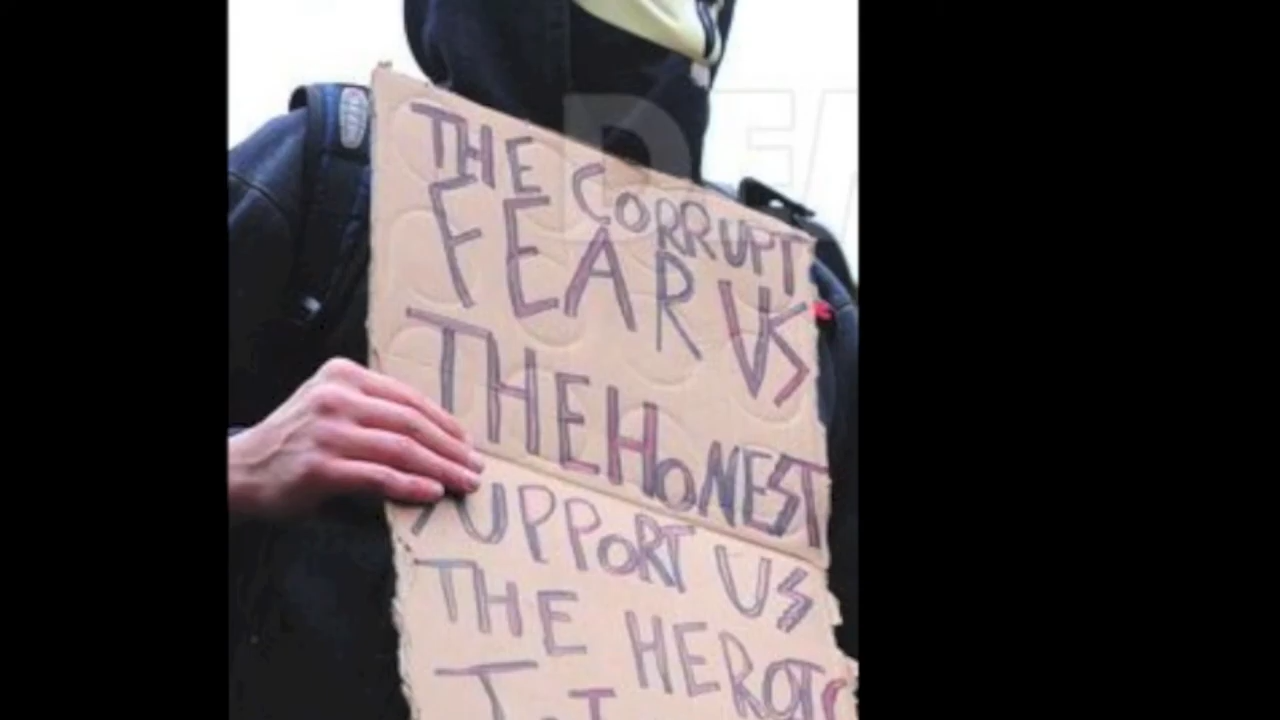 THE CORRUPT
FEAR US
THE HONEST
SUPPORT US
THE HEROIC